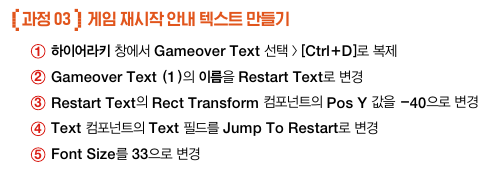 [과정 03] 게임 재시작 안내 텍스트 만들기
① 하이어라키 창에서 Gameover Text 선택 > [Ctrl+D]로 복제
② Gameover Text (1)의 이름을 Restart Text로 변경
③ Restart Text의 Rect Transform 컴포넌트의 Pos Y 값을 -40으로 변경
④ Text 컴포넌트의 Text 필드를 Jump To Restart로 변경
⑤ Font Size를 33으로 변경